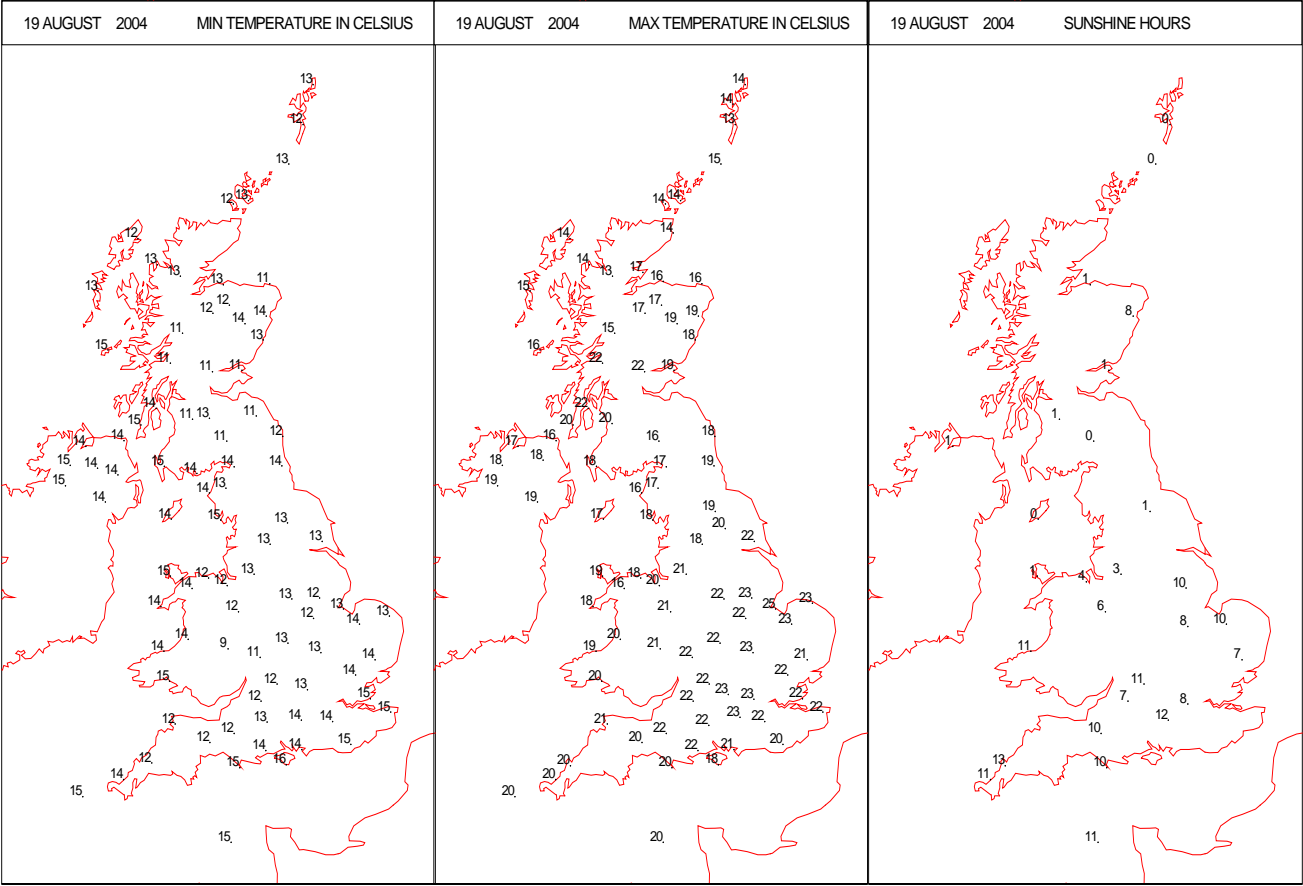 19 AUGUST 2004 MIN TEMPERATURE IN CELSIUS
13.
12.
13.
12. 13.
12.
13.
13.
13. 11.
13.
12.
12. 14.
14.
11. 13.
15.
11.
11. 11.
14.
11. 13. 11.
15.
14. 14. 11. 12.
15. 14. 15. 14. 14. 14.
14.
15. 13.
14. 14.
14. 15. 13.
13. 13.
15. 12. 13.
14. 12.
13. 12.
14. 12. 13. 13.
12. 14.
14. 9. 13.
14. 11. 13. 14.
15. 12. 14.
13.
12. 15.
15.
12. 13. 14. 14.
12. 12.
14. 14. 15.
12. 15. 16.
14.
15.
15.
19 AUGUST 2004 MAX TEMPERATURE IN CELSIUS
14.
14.
13.
15.
14. 14.
14. 14.
14.
13. 17.
15. 16. 16.
17.
17. 19.
19.
15. 18.
16.
22. 22. 19.
22.
20. 20.
17. 16. 16. 18.
18. 18. 18. 17. 18.
19. 17.
19. 16.
17. 18. 19.
20.
18. 22.
19. 18. 21.
16. 20.
22. 23.
18. 21. 25. 23.
22. 23.
20. 21. 22.
19. 22. 23. 21.
20. 22. 22.
23. 23.
22. 22.
22.
21. 22. 23. 22.
20. 22.
22. 21. 20.
20. 20. 18.
20.
20.
20.
19 AUGUST 2004 SUNSHINE HOURS
0.
0.
1.
8.
1.
1.
1. 0.
1.
0.
1. 4. 3.
10.
6.
8. 10.
11. 7.
11.
7. 8.
12.
10.
13. 10.
11.
11.